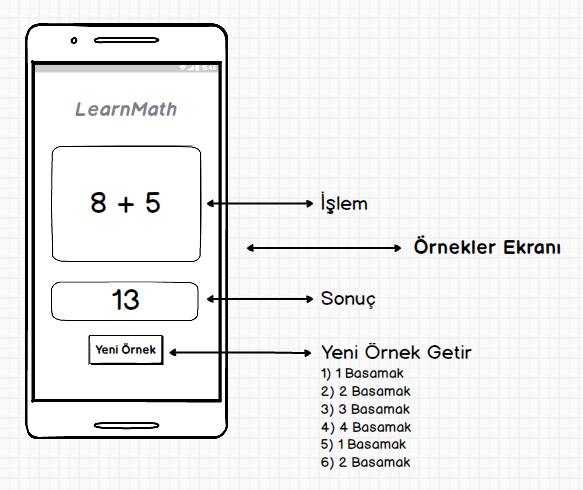 LearnMath
8 + 5
İşlem
Örnekler Ekranı
13
Sonuç
Yeni Örnek
Yeni Örnek Getir
1) 1 Basamak
2) 2 Basamak
3) 3 Basamak
4) 4 Basamak
5) 1 Basamak
6) 2 Basamak